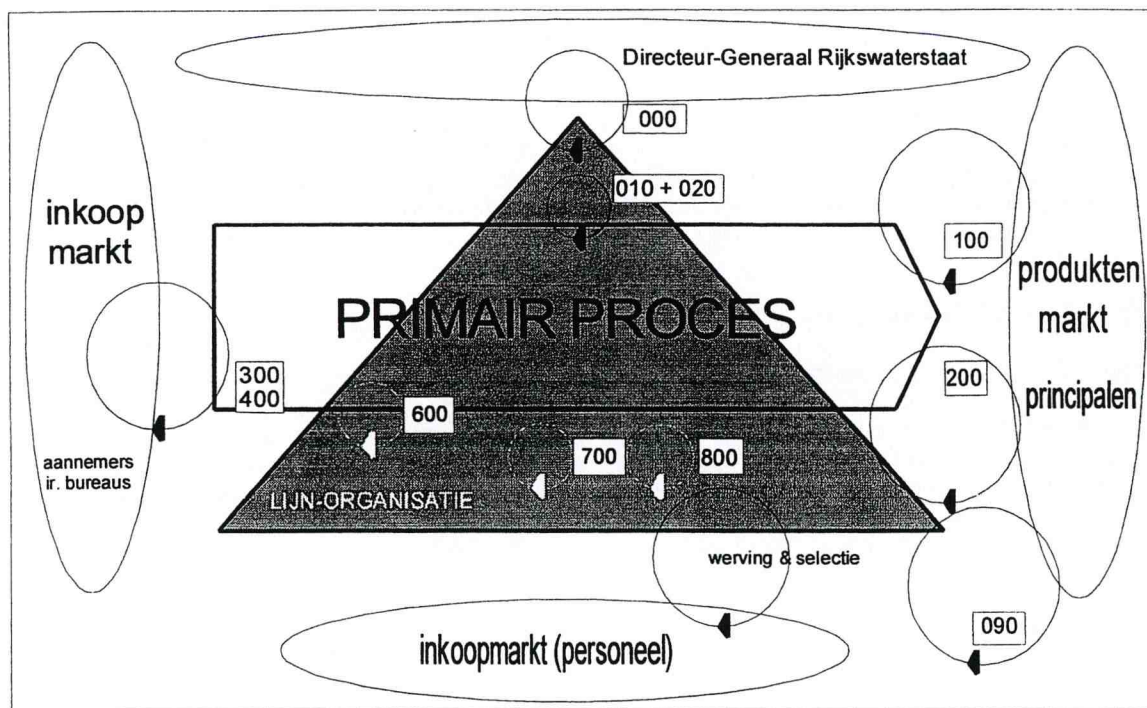 Directeur-Generaal Rijkswaterstaat
000
010 + 020
inkoop
markt
100
produkten
markt
PRIMAIR PROCES
300
400
200
principalen
600
700
800
aannemers
ir. bureaus
LIJN-ORGANISATIE
werving & selectie
090
inkoopmarkt (personeel)